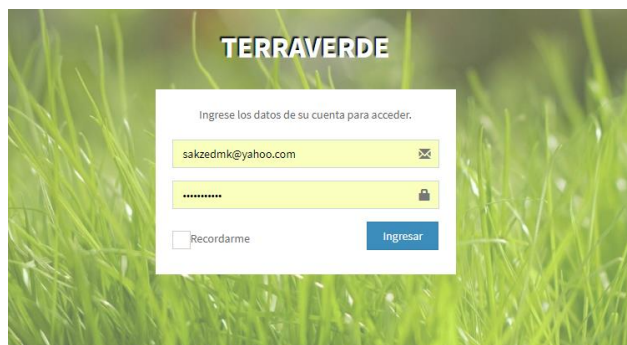 TERRAVERDE
Ingrese los datos de su cuenta para acceder.
sakzedmk@yahoo.com
•••••••••••
Recordarme
Ingresar